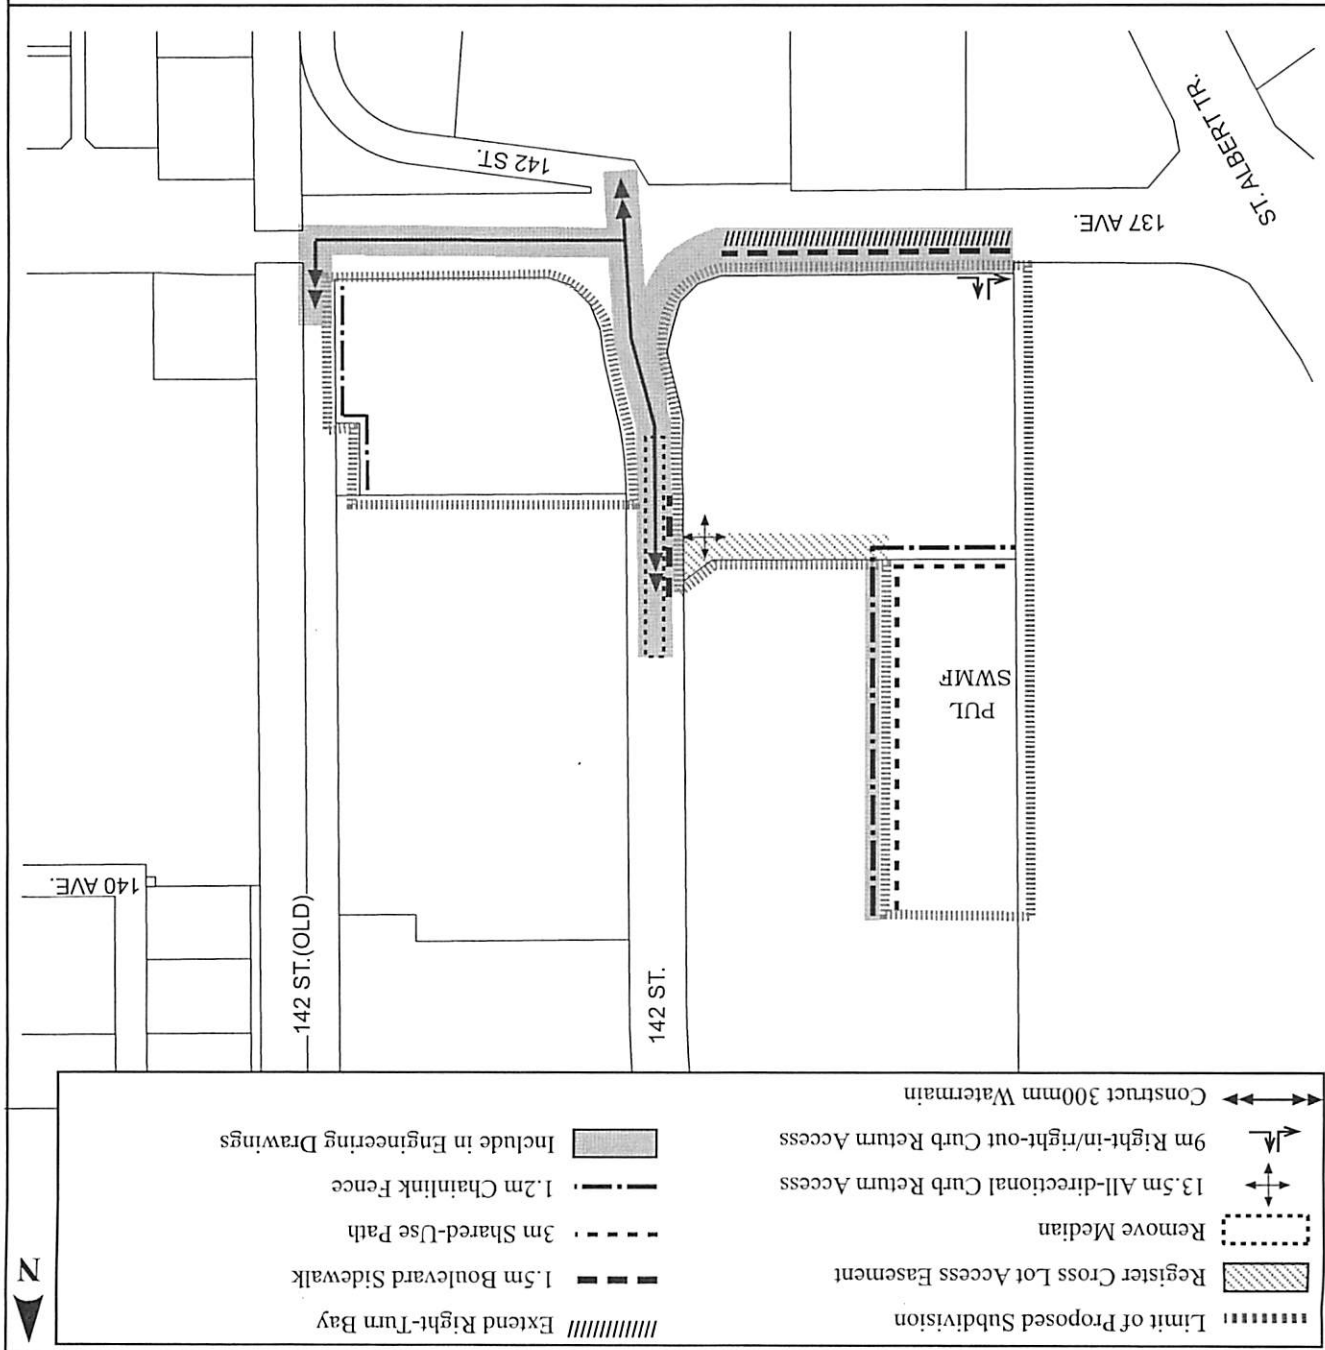 Limit of Proposed Subdivision
Register Cross Lot Access Easement
Remove Median
13.5m All-directional Curb Return Access
9m Right-in/right-out Curb Return Access
Construct 300mm Watermain
Extend Right-Turn Bay
1.5m Boulevard Sidewalk
3m Shared-Use Path
1.2m Chainlink Fence
Include in Engineering Drawings
N
142 ST.
142 ST.(OLD)
140 AVE.
PUL
SWMF
137 AVE.
142 ST.
ST. ALBERT TR.